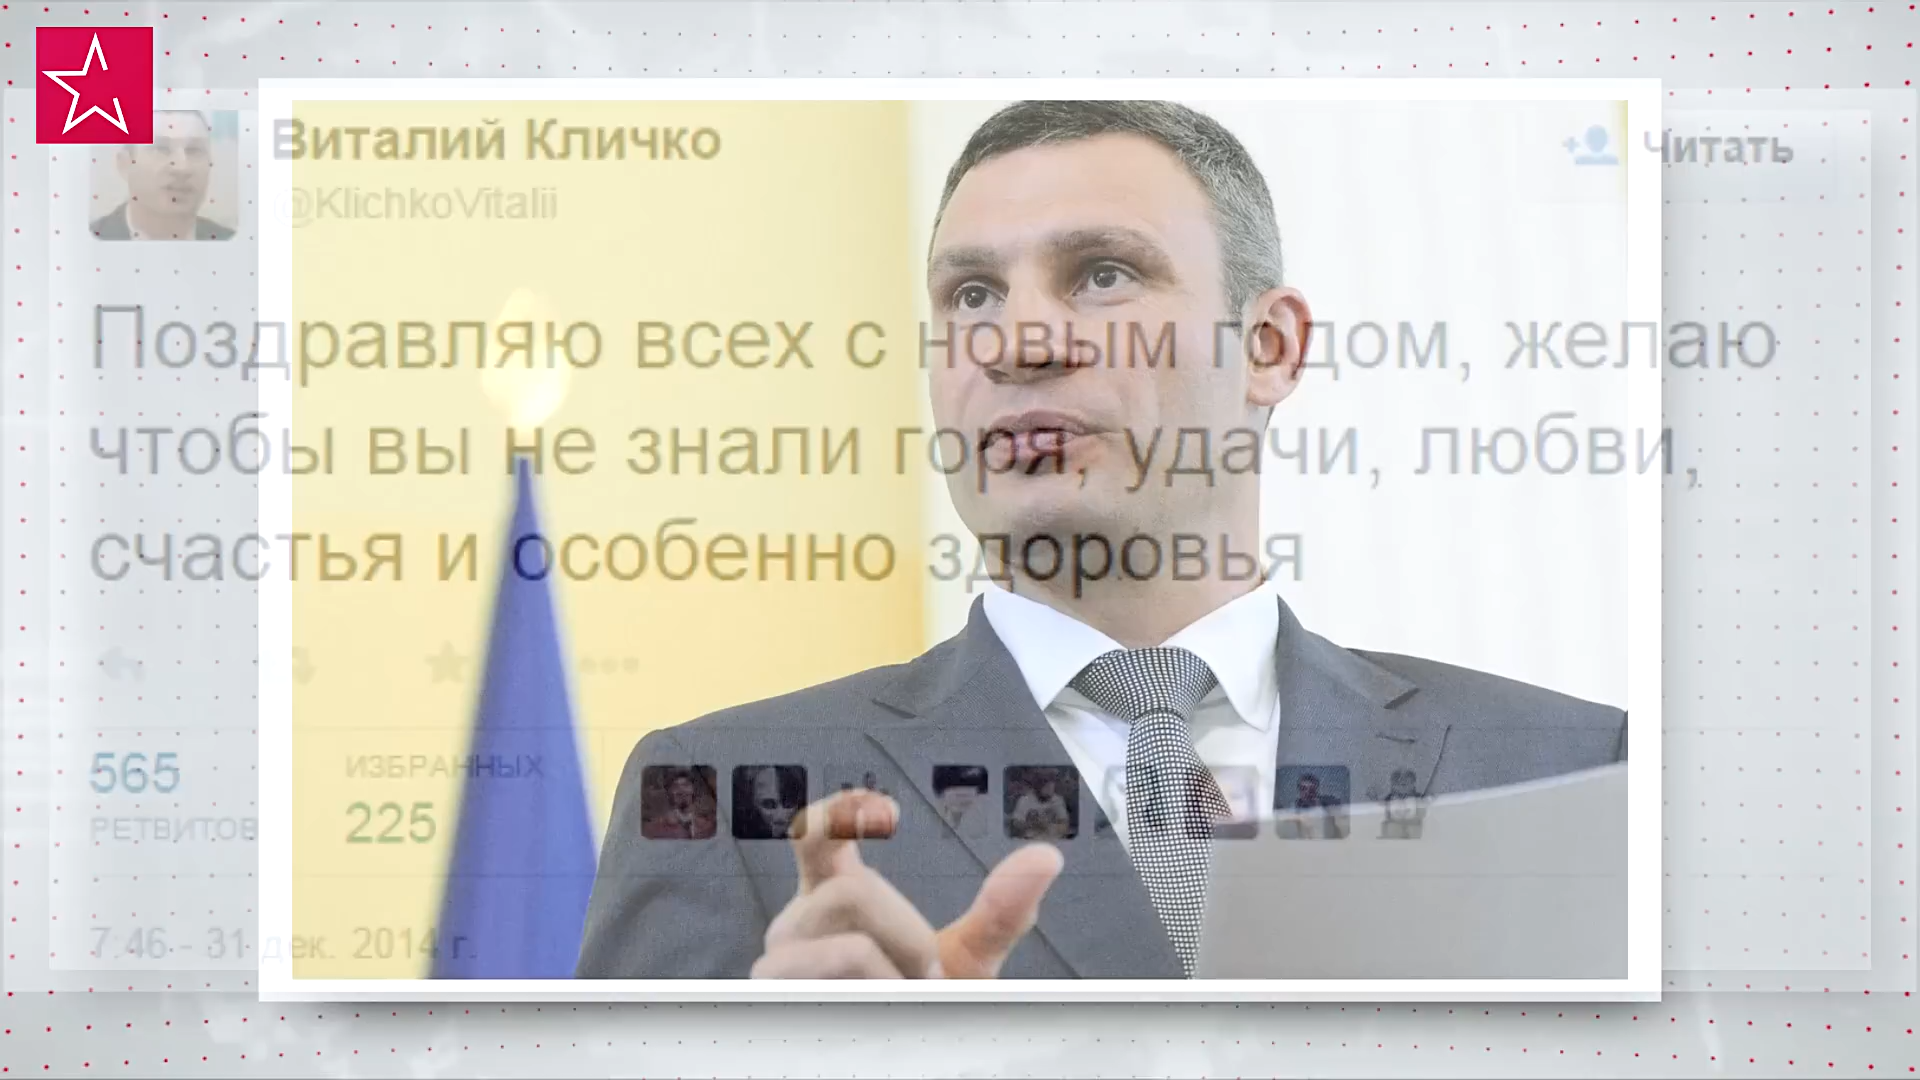 Виталий Кличко
@KlichkoVitalii
Читать
Поздравляю всех с новым годом, желаю
чтобы вы не знали горя, удачи, любви,
счастья и особенно здоровья
565
РЕТВИТОВ
ИЗБРАННЫХ
225
7:46 - 31 дек. 2014 г.